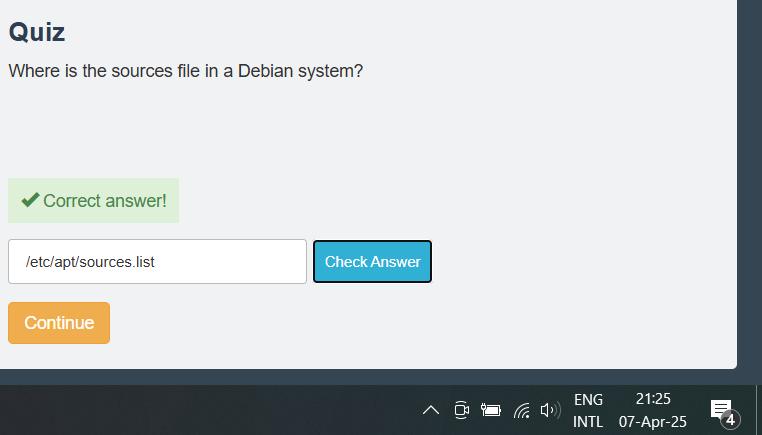 Quiz
Where is the sources file in a Debian system?
Correct answer!
/etc/apt/sources.list
Check Answer
Continue
ENG
21:25
INTL
07-Apr-25
4